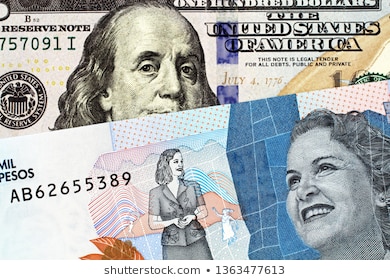 ONE HUNDRED DOLLARS
RESERVE NOTE
757091 I
THE
UNITED STATES
OF AMERICA
THIS NOTE IS LEGAL TENDER
FOR ALL DEBTS, PUBLIC AND PRIVATE
JULY 4, 1776
MIL
PESOS
AB62655389
shutterstock.com • 1363477613